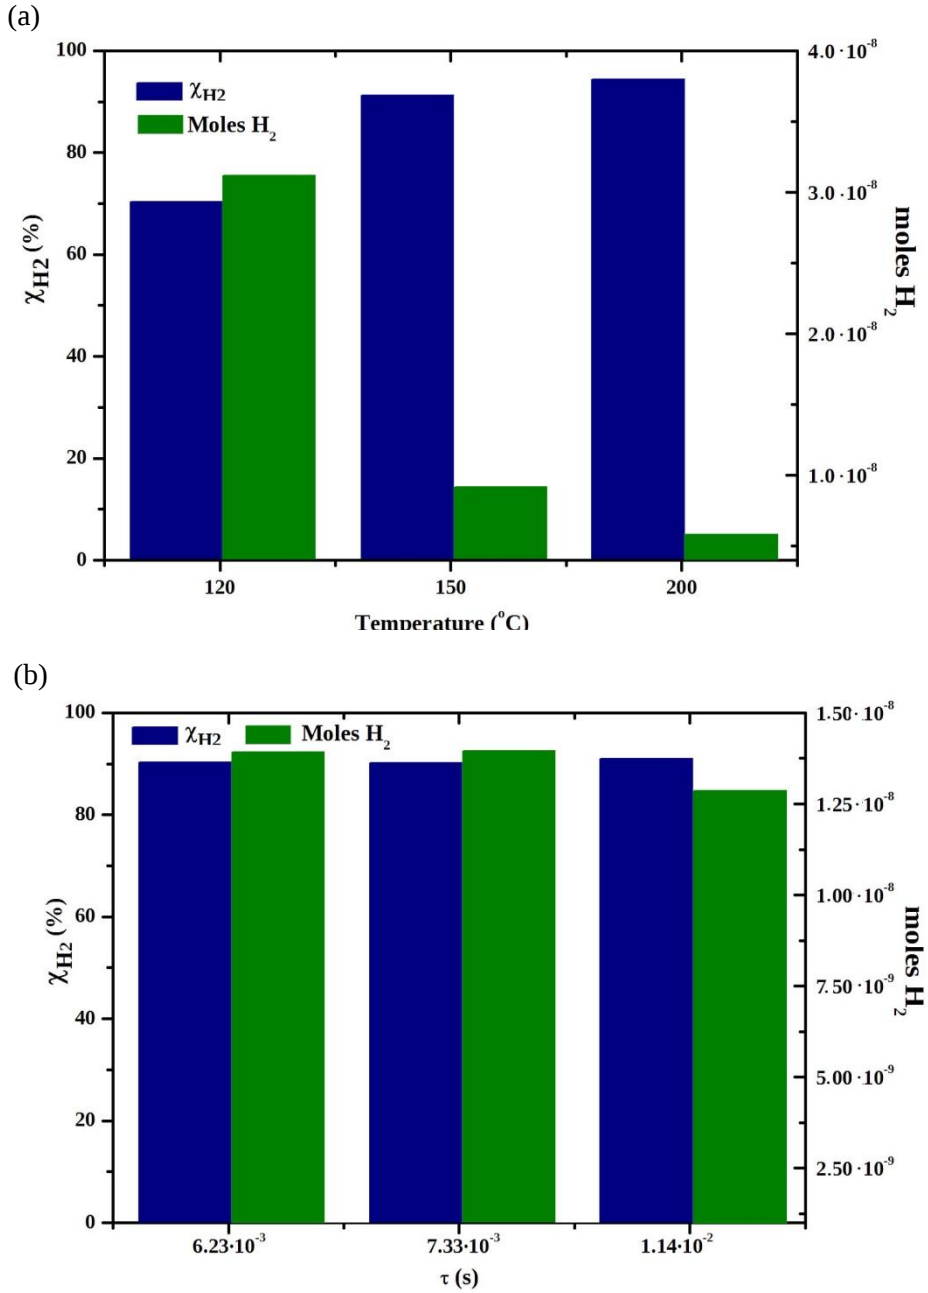 (a)
100
80
60
40
20
0
χH2 (%)
χH2
Moles H2
4.0·10-8
3.0·10-8
2.0·10-8
1.0·10-8
moles H2
120 150 200
Temperature (oC)
(b)
100
80
60
40
20
0
χH2 (%)
χH2 Moles H2
1.50·10-8
1.25·10-8
1.00·10-8
7.50·10-9
5.00·10-9
2.50·10-9
moles H2
6.23·10-3 7.33·10-3 1.14·10-2
τ (s)